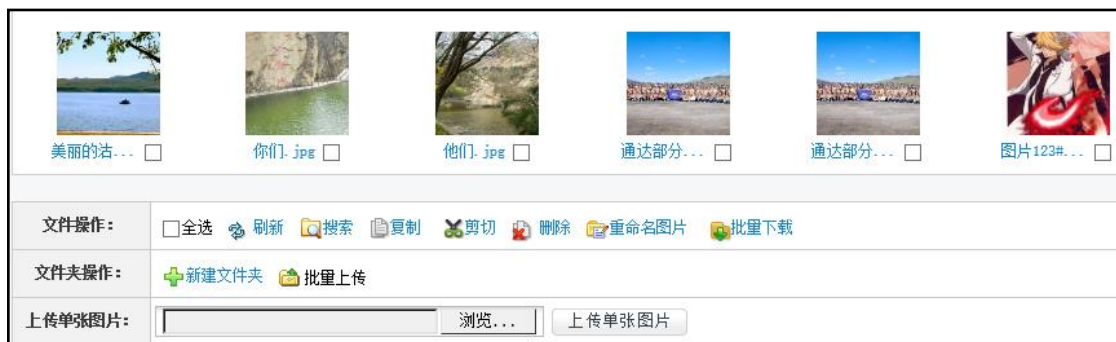 美丽的沽... 你们.jpg 他们.jpg 通达部分... 通达部分... 图片123#...
文件操作： 全选 刷新 搜索 复制 剪切 删除 重命名图片 批量下载
文件夹操作： 新建文件夹 批量上传
上传单张图片： 浏览... 上传单张图片